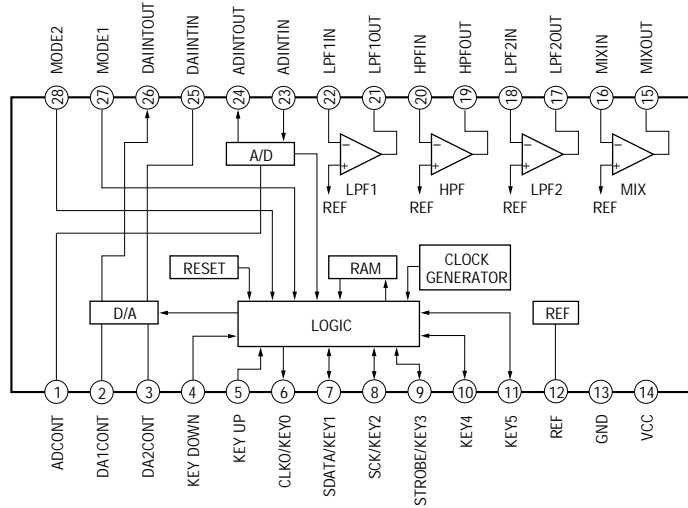 MODE2
MODE1
DAIINTOUT
DAIINTIN
ADINTOUT
ADINTIN
LPF1IN
LPF1OUT
HPFIN
HPFOUT
LPF2IN
LPF2OUT
MIXIN
MIXOUT
28
27
26
25
24
23
22
21
20
19
18
17
16
15
A/D
−
+
−
+
−
+
−
+
LPF1
HPF
LPF2
MIX
REF
REF
REF
REF
RESET
RAM
CLOCK
GENERATOR
D/A
LOGIC
REF
1
2
3
4
5
6
7
8
9
10
11
12
13
14
ADCONT
DA1CONT
DA2CONT
KEY DOWN
KEY UP
CLKO/KEY0
SDATA/KEY1
SCK/KEY2
STROBE/KEY3
KEY4
KEY5
REF
GND
VCC